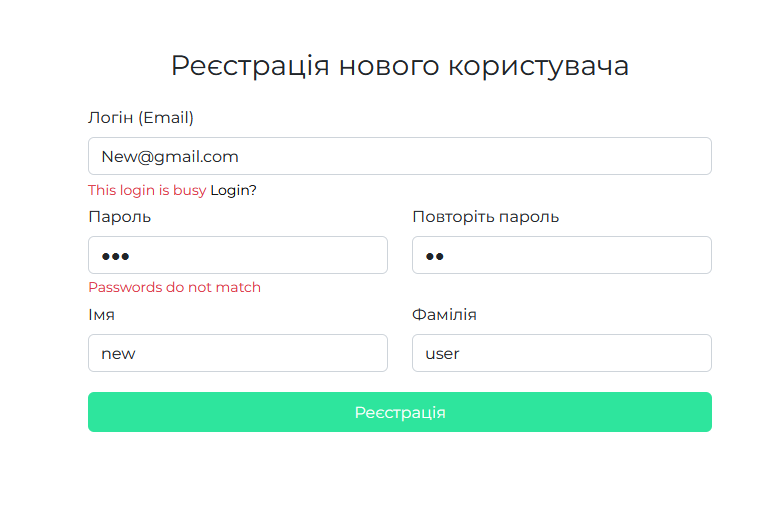 Реєстрація нового користувача
Логін (Email)
New@gmail.com
This login is busy Login?
Пароль Повторіть пароль
●●● ●●
Passwords do not match
Імя Фамілія
new user
Реєстрація